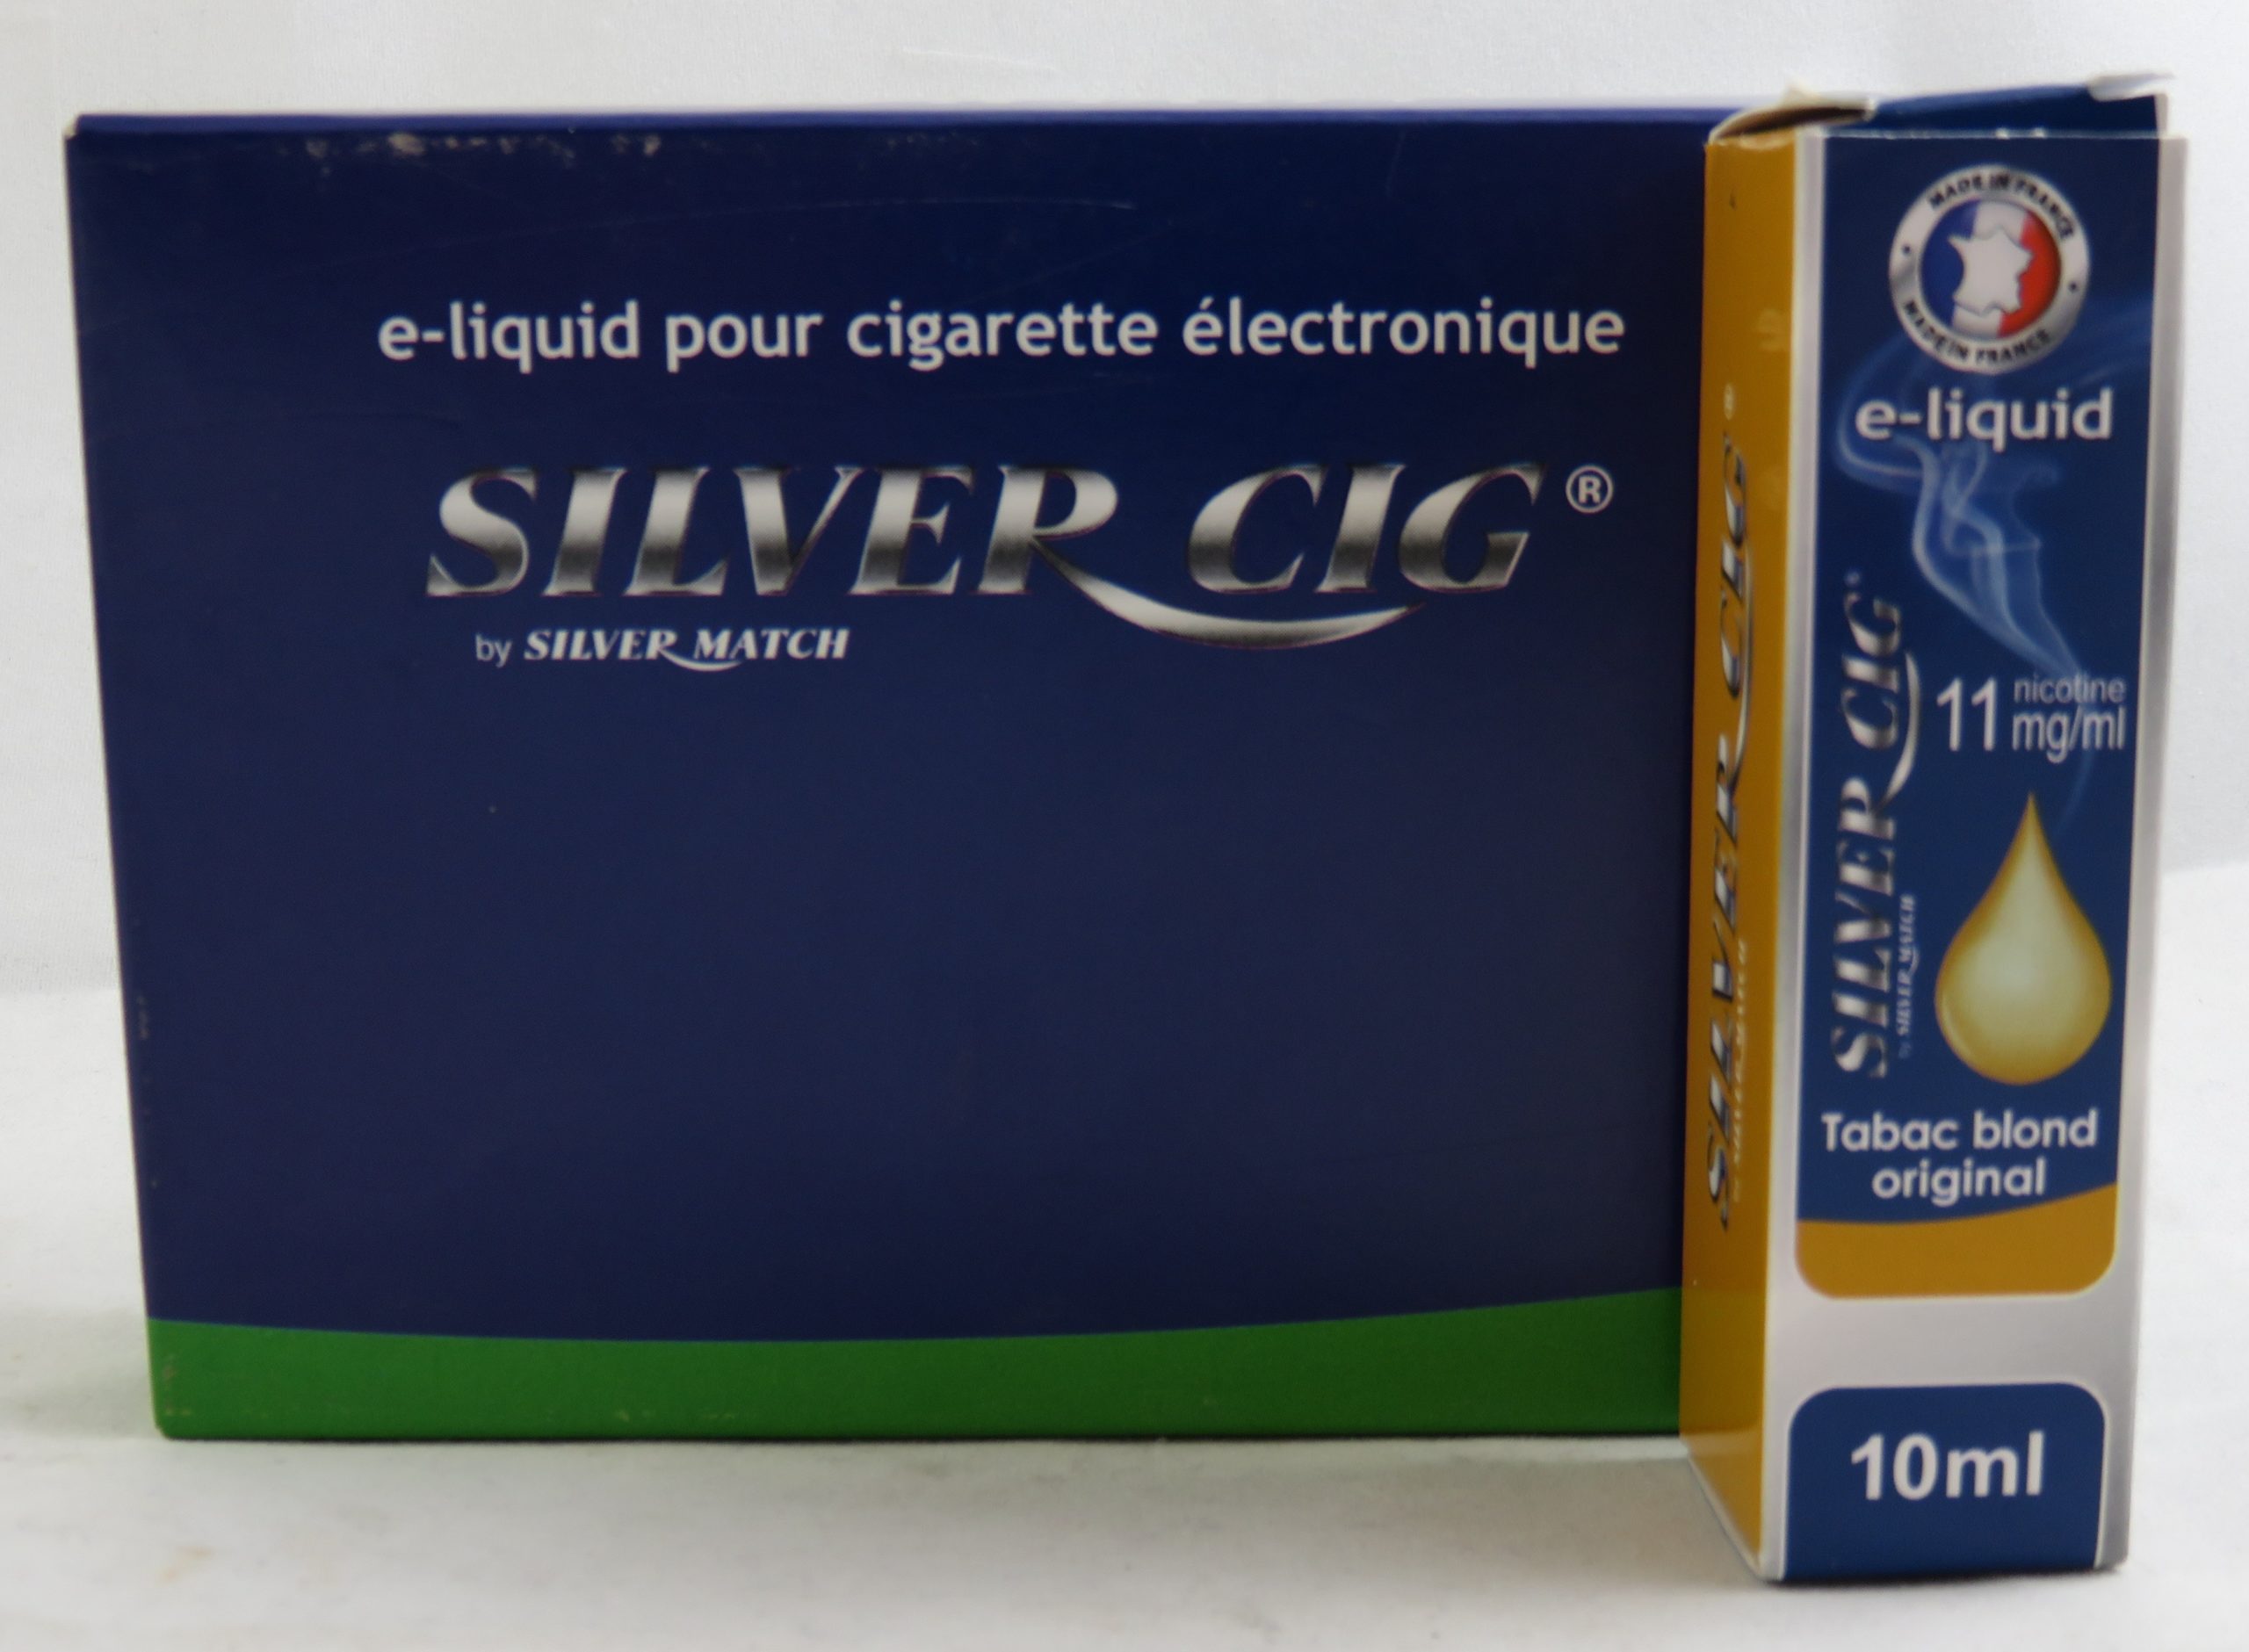 e-liquid pour cigarette électronique
SILVER CIG®
by SILVER MATCH
SILVER CIG®
MADE IN FRANCE
MADE IN FRANCE
e-liquid
SILVER CIG®
by SILVER MATCH
11 nicotine
mg/ml
Tabac blond
original
10ml